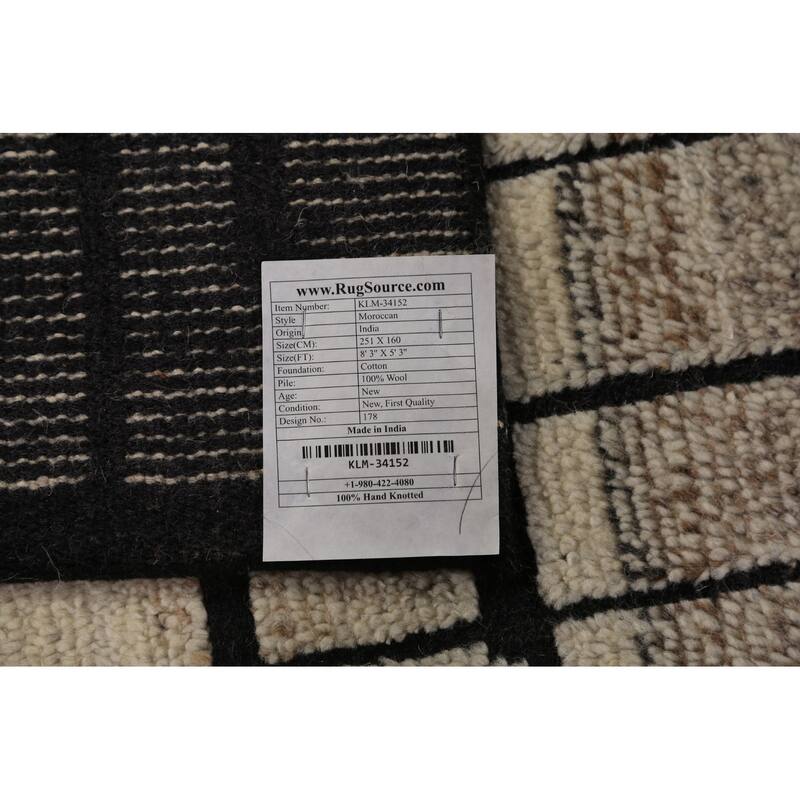 www.RugSource.com
Item Number: KLM-34152
Style Moroccan
Origin India
Size(CM): 251 X 160
Size(FT): 8' 3" X 5' 3"
Foundation: Cotton
Pile: 100% Wool
Age: New
Condition: New, First Quality
Design No.: 178
Made in India
KLM-34152
+1-980-422-4080
100% Hand Knotted